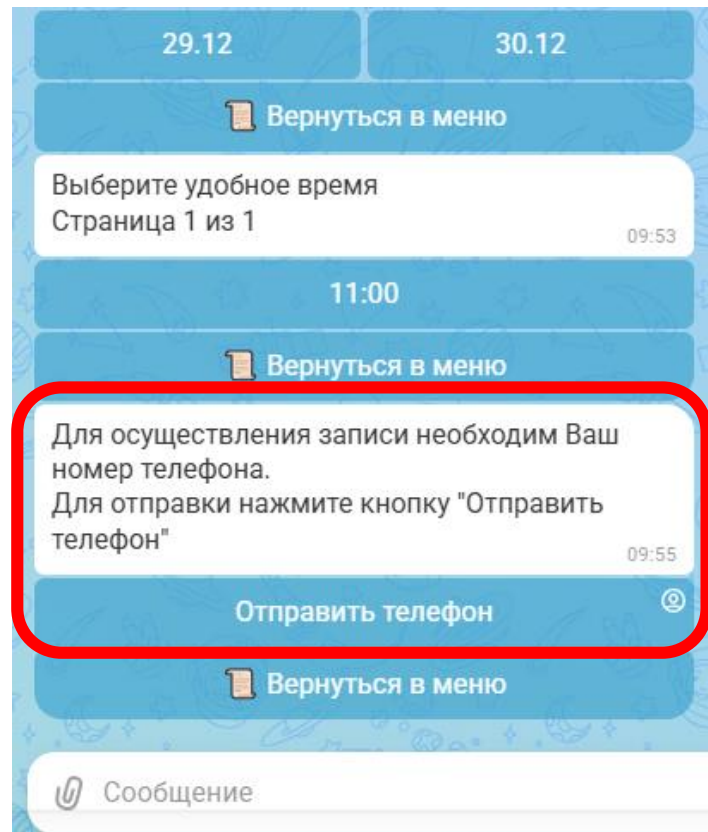 29.12
30.12
Вернуться в меню
Выберите удобное время
Страница 1 из 1
09:53
11:00
Вернуться в меню
Для осуществления записи необходим Ваш
номер телефона.
Для отправки нажмите кнопку "Отправить
телефон"
09:55
Отправить телефон
Вернуться в меню
Сообщение